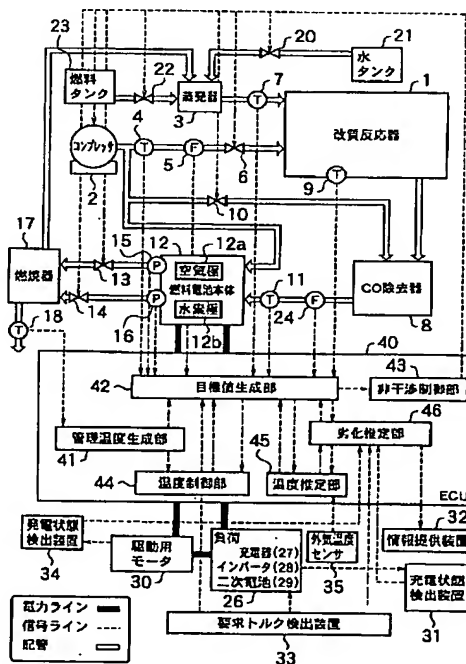 23
燃料
タンク
22
蒸発器
3
20
水
タンク
21
7
T
1
改質反応器
4
T
F
5
6
コンプレッサ
2
T
9
10
17
燃焼器
15
12
12a
空気極
P
燃料電池本体
水素極
12b
P
13
14
16
11
T
F
24
CO除去器
8
T
18
40
42
目標値生成部
43
非干渉制御部
46
劣化推定部
管理温度生成部
41
44
温度制御部
45
温度推定部
ECU
発電状態
検出装置
34
駆動用
モータ
30
負荷
充電器(27)
インバータ(28)
二次電池(29)
26
外気温度
センサ
35
32
情報提供装置
充電状態
検出装置
31
要求トルク検出装置
33
電力ライン
信号ライン
配管